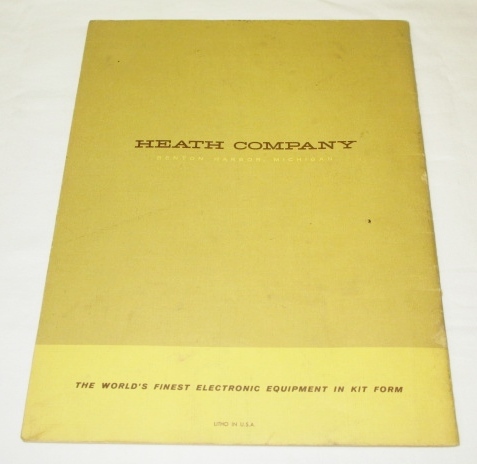 HEATH COMPANY
BENTON HARBOR, MICHIGAN
THE WORLD'S FINEST ELECTRONIC EQUIPMENT IN KIT FORM
LITHO IN U.S.A.